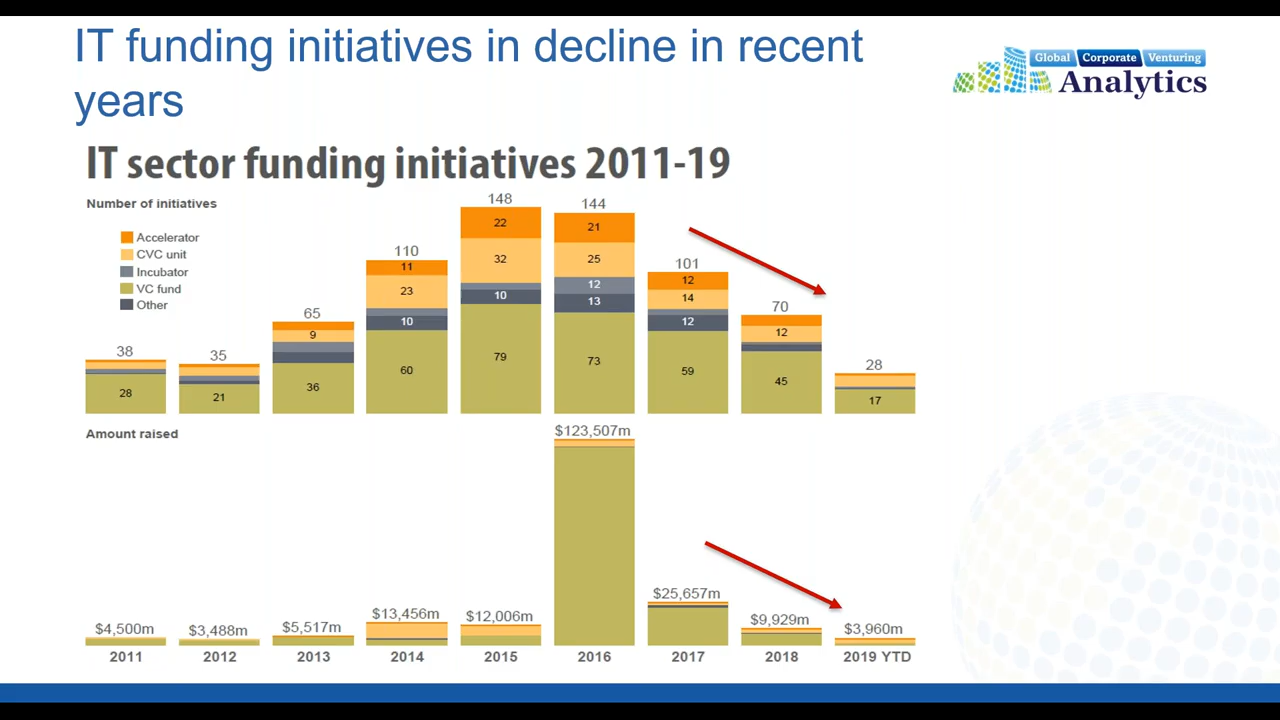 IT funding initiatives in decline in recent
years
Global Corporate Venturing
Analytics
IT sector funding initiatives 2011-19
Number of initiatives
Accelerator
CVC unit
Incubator
VC fund
Other
38
28
35
21
65
9
36
110
11
23
10
60
148
22
32
10
79
144
21
25
12
13
73
101
12
14
12
59
70
12
45
28
17
Amount raised
$4,500m
$3,488m
$5,517m
$13,456m
$12,006m
$123,507m
$25,657m
$9,929m
$3,960m
2011 2012 2013 2014 2015 2016 2017 2018 2019 YTD